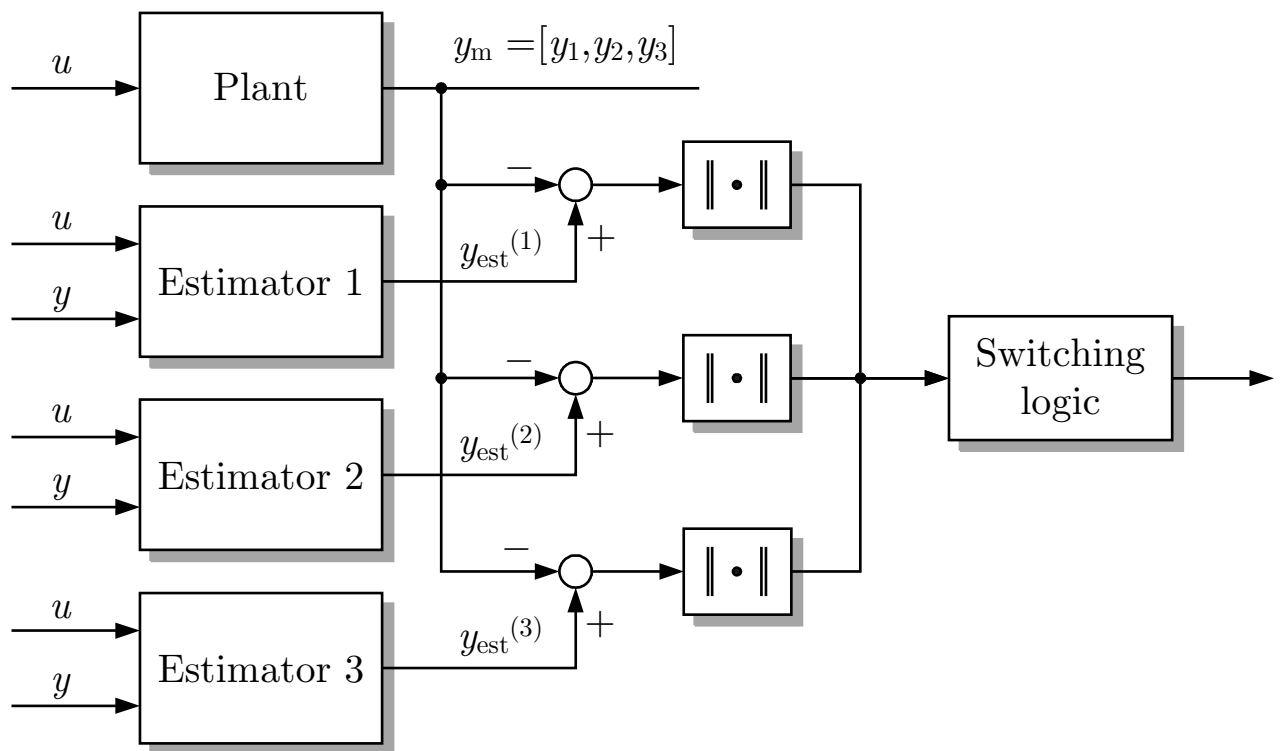 u
Plant
y_m = [y_1, y_2, y_3]
−
‖ • ‖
u
y
Estimator 1
y_est^(1)
+
−
‖ • ‖
Switching
logic
u
y
Estimator 2
y_est^(2)
+
−
‖ • ‖
u
y
Estimator 3
y_est^(3)
+